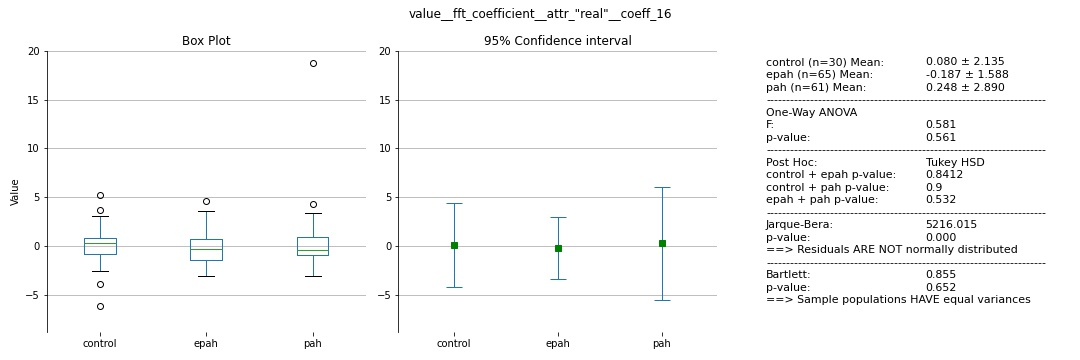 value__fft_coefficient__attr_"real"__coeff_16
Box Plot
95% Confidence interval
Value
20
15
10
5
0
−5
control
epah
pah
20
15
10
5
0
−5
control
epah
pah
control (n=30) Mean: 0.080 ± 2.135
epah (n=65) Mean: -0.187 ± 1.588
pah (n=61) Mean: 0.248 ± 2.890
One-Way ANOVA
F: 0.581
p-value: 0.561
Post Hoc: Tukey HSD
control + epah p-value: 0.8412
control + pah p-value: 0.9
epah + pah p-value: 0.532
Jarque-Bera: 5216.015
p-value: 0.000
==> Residuals ARE NOT normally distributed
Bartlett: 0.855
p-value: 0.652
==> Sample populations HAVE equal variances